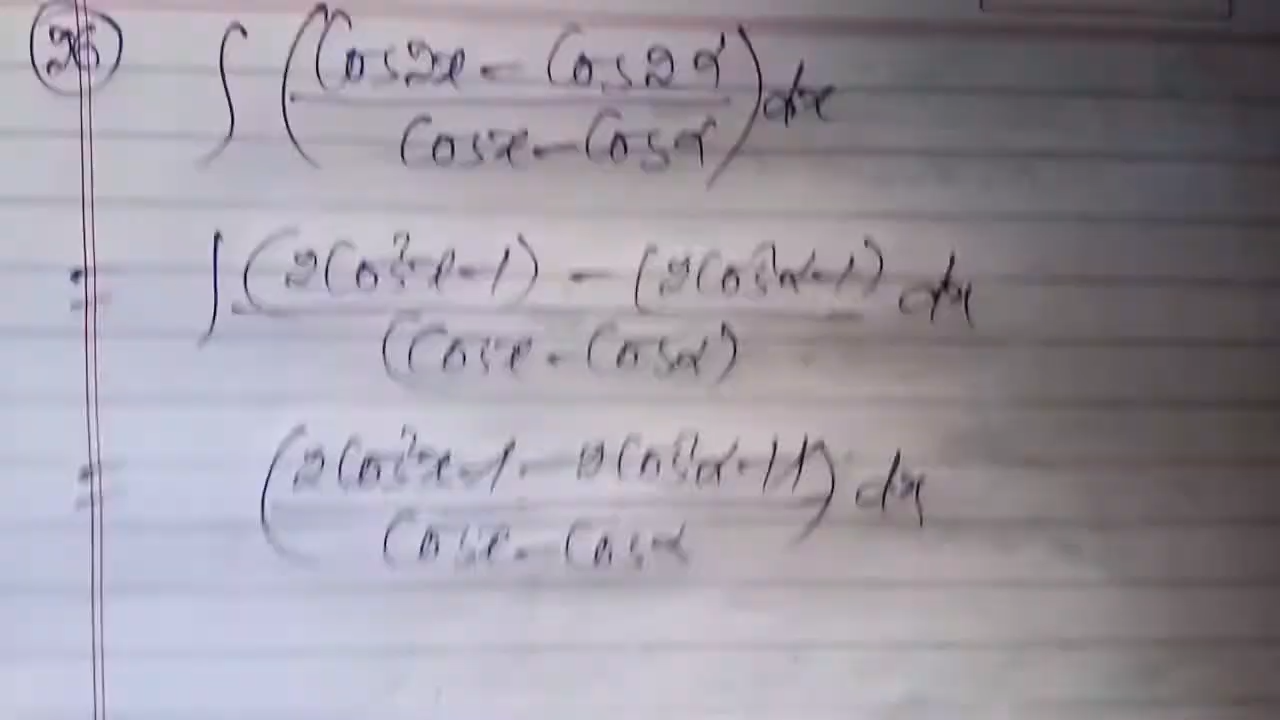 26) ∫ ( (Cos2x - Cos2α) / (Cosx - Cosα) ) dx
= ∫ ( (2Cos²x-1) - (2Cos²α-1) ) / (Cosx - Cosα) dx
= ( (2Cos²x-1 - 2Cos²α+1) / (Cosx - Cosα) ) dx